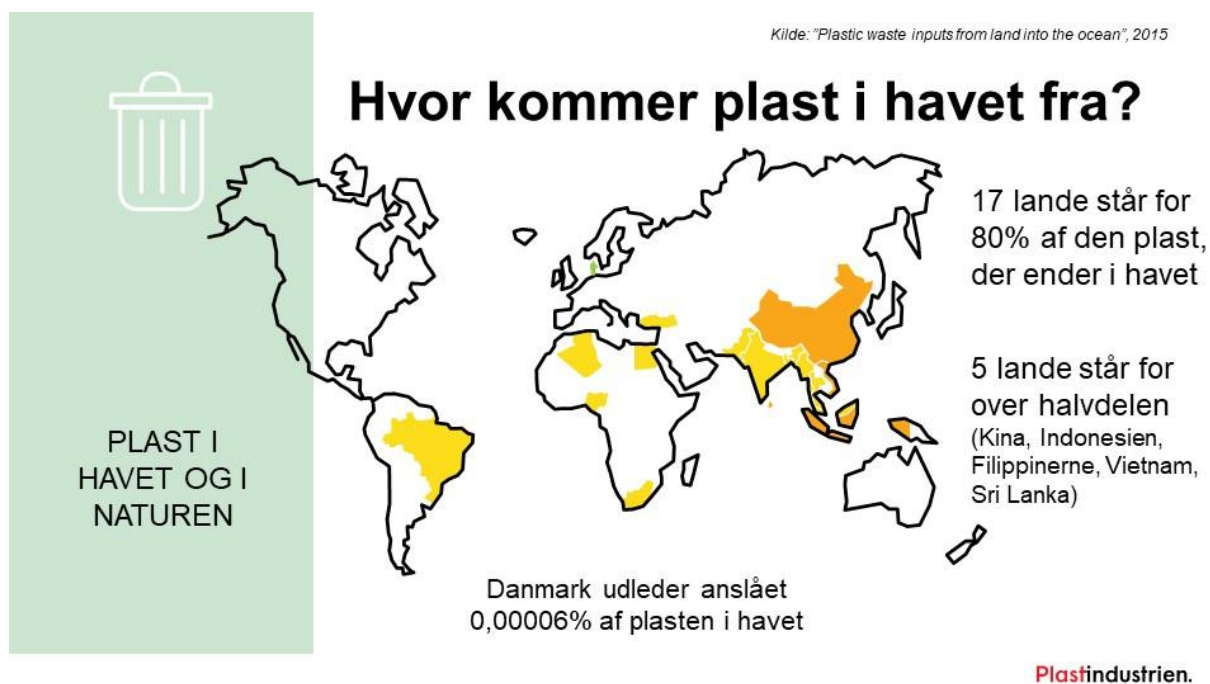 Kilde: "Plastic waste inputs from land into the ocean", 2015
Hvor kommer plast i havet fra?
17 lande står for
80% af den plast,
der ender i havet
5 lande står for
over halvdelen
(Kina, Indonesien,
Filippinerne, Vietnam,
Sri Lanka)
PLAST I
HAVET OG I
NATUREN
Danmark udleder anslået
0,00006% af plasten i havet
Plastindustrien.